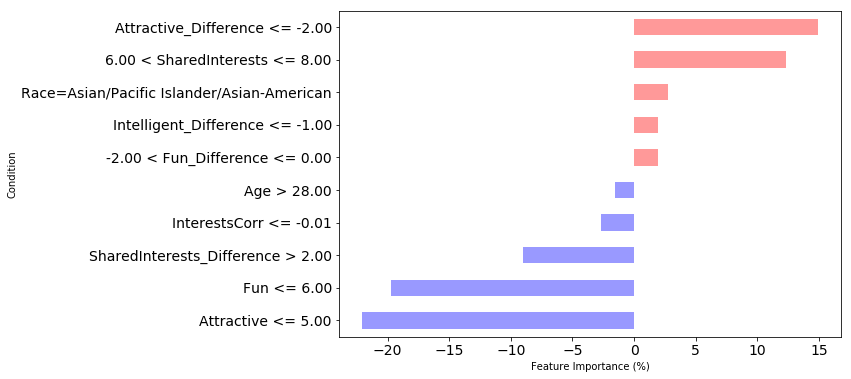 Attractive_Difference <= -2.00
6.00 < SharedInterests <= 8.00
Race=Asian/Pacific Islander/Asian-American
Intelligent_Difference <= -1.00
-2.00 < Fun_Difference <= 0.00
Age > 28.00
InterestsCorr <= -0.01
SharedInterests_Difference > 2.00
Fun <= 6.00
Attractive <= 5.00
Condition
−20 −15 −10 −5 0 5 10 15
Feature Importance (%)